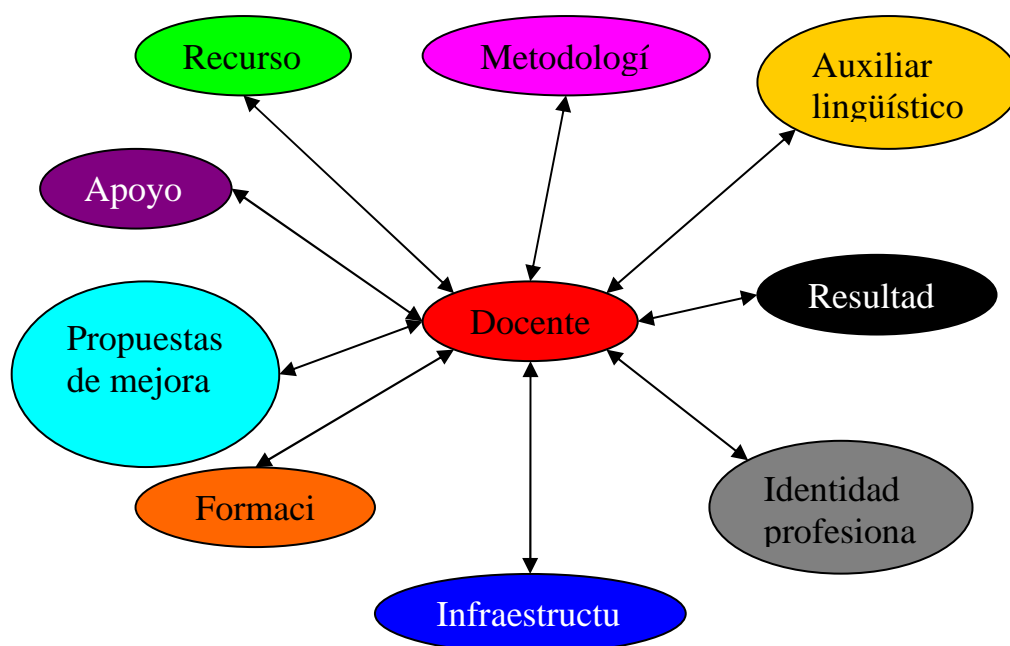 Recurso
Metodologí
Auxiliar
lingüístico
Apoyo
Resultad
Docente
Propuestas
de mejora
Formaci
Identidad
profesiona
Infraestructu